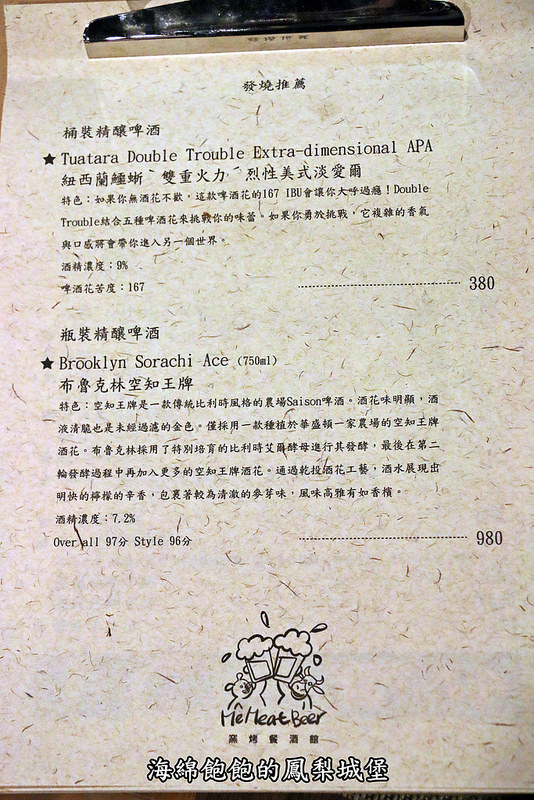 發燒推薦
桶裝精釀啤酒
★Tuatara Double Trouble Extra-dimensional APA
紐西蘭鱷蜥ˉ雙重火力ˉ烈性美式淡愛爾
特色：如果你無酒花不歡，這款啤酒花的167 IBU會讓你大呼過癮！Double
Trouble結合五種啤酒花來挑戰你的味蕾。如果你勇於挑戰，它複雜的香氣
與口感將會帶你進入另一個世界。
酒精濃度：9%
啤酒花苦度：167 380
瓶裝精釀啤酒
★Brooklyn Sorachi Ace (750ml)
布魯克林空知王牌
特色：空知王牌是一款傳統比利時風格的農場Saison啤酒。酒花味明顯，酒
液清脆也是未經過濾的金色。僅採用一款種植於華盛頓一家農場的空知王牌
酒花。布魯克林採用了特別培育的比利時艾爾酵母進行其發酵，最後在第二
輪發酵過程中再加入更多的空知王牌酒花。通過乾投酒花工藝，酒水展現出
明快的檸檬的辛香，包裹著較為清澈的麥芽味，風味高雅有如香檳。
酒精濃度：7.2%
Over all 97分 Style 96分 980
MeMeatBeer
窯烤餐酒館
海綿飽飽的鳳梨城堡